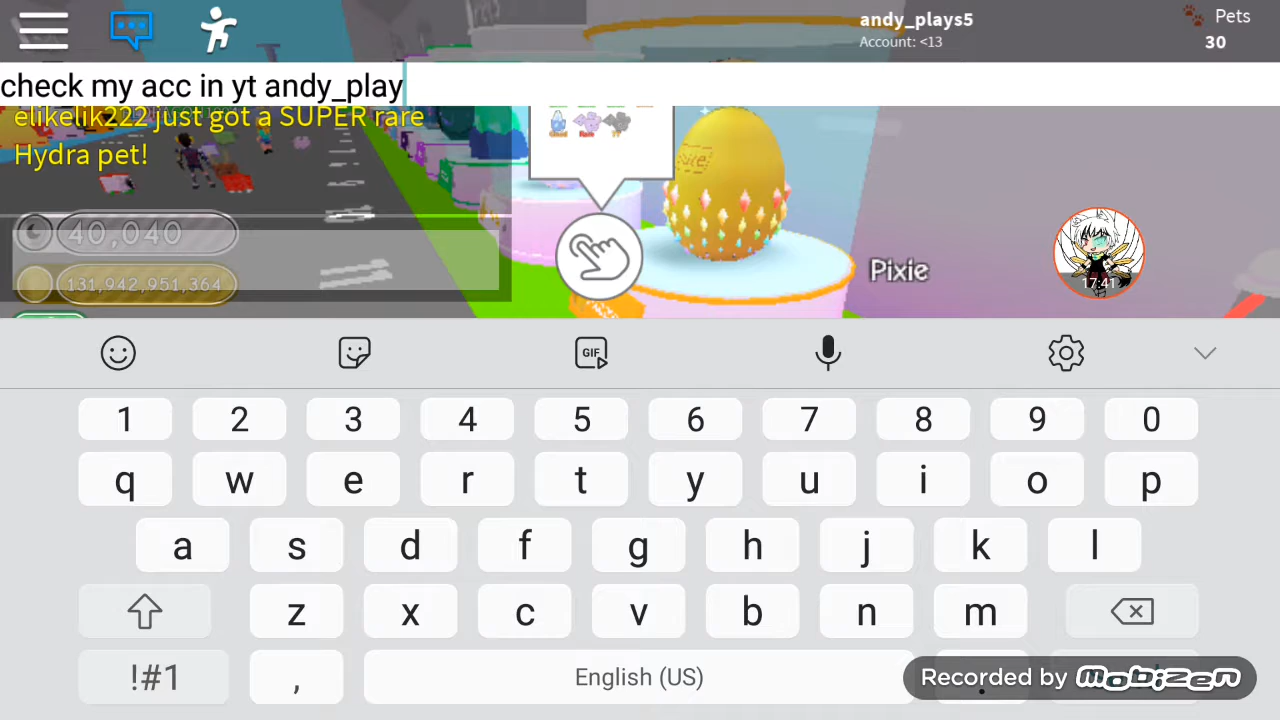 andy_plays5
Account: <13
Pets
30
check my acc in yt andy_play
elikelik222 just got a SUPER rare
Hydra pet!
Nice!
40,040
131,942,951,364
Pixie
17:41
GIF
1 2 3 4 5 6 7 8 9 0
q w e r t y u i o p
a s d f g h j k l
z x c v b n m
!#1 , English (US) .
Recorded by mobizen